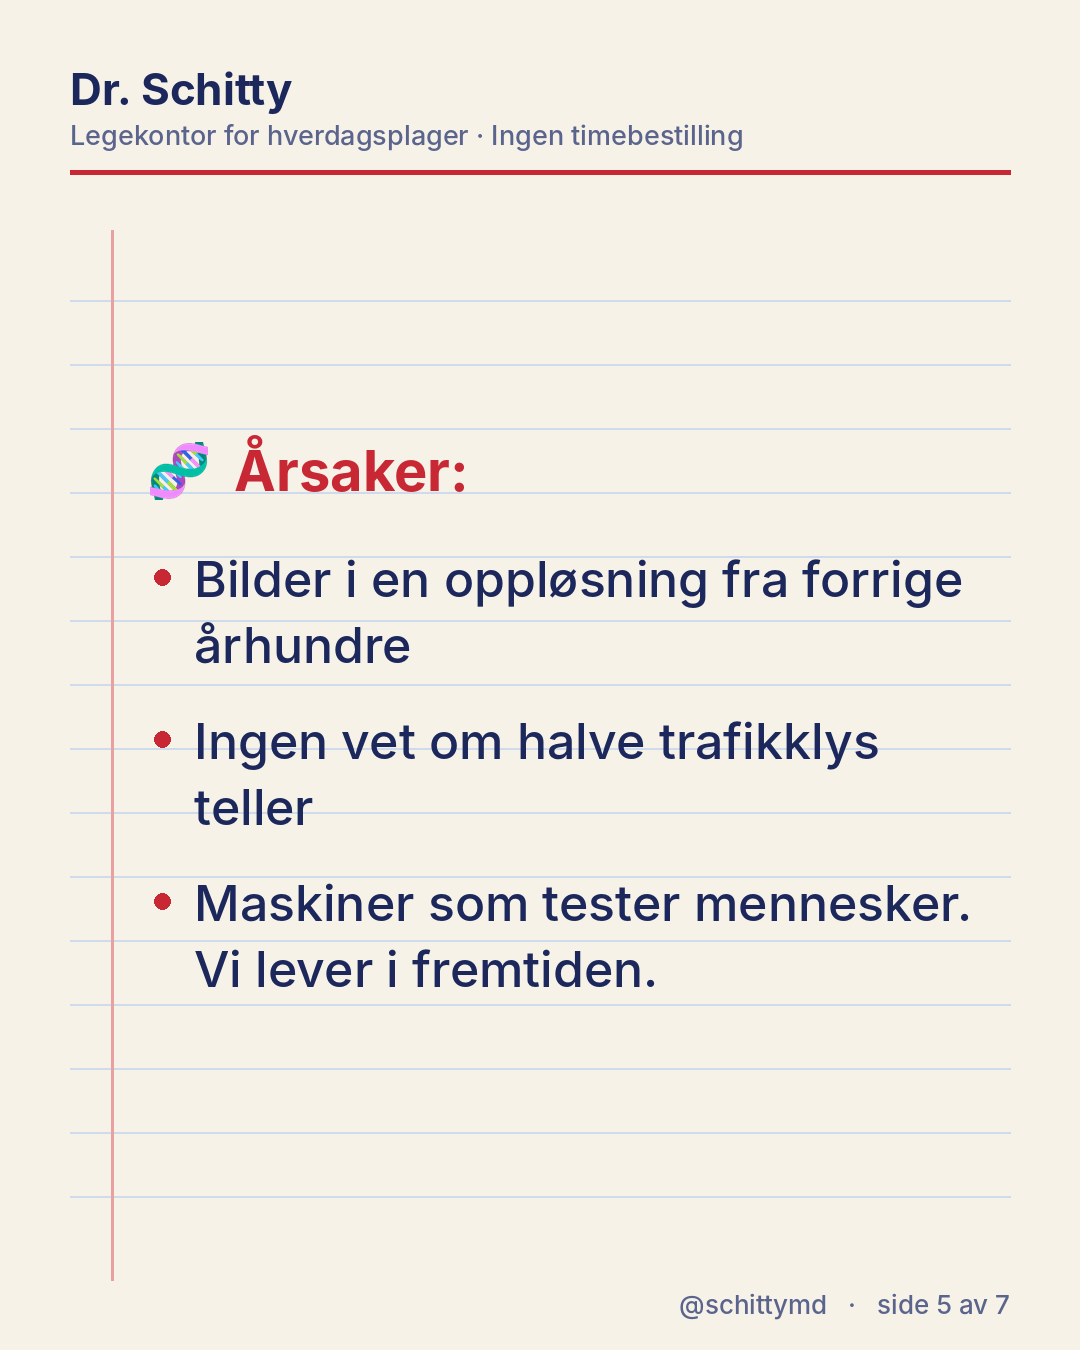 Dr. Schitty
Legekontor for hverdagsplager · Ingen timebestilling
🧬 Årsaker:
• Bilder i en oppløsning fra forrige
århundre
• Ingen vet om halve trafikklys
teller
• Maskiner som tester mennesker.
Vi lever i fremtiden.
@schittymd · side 5 av 7